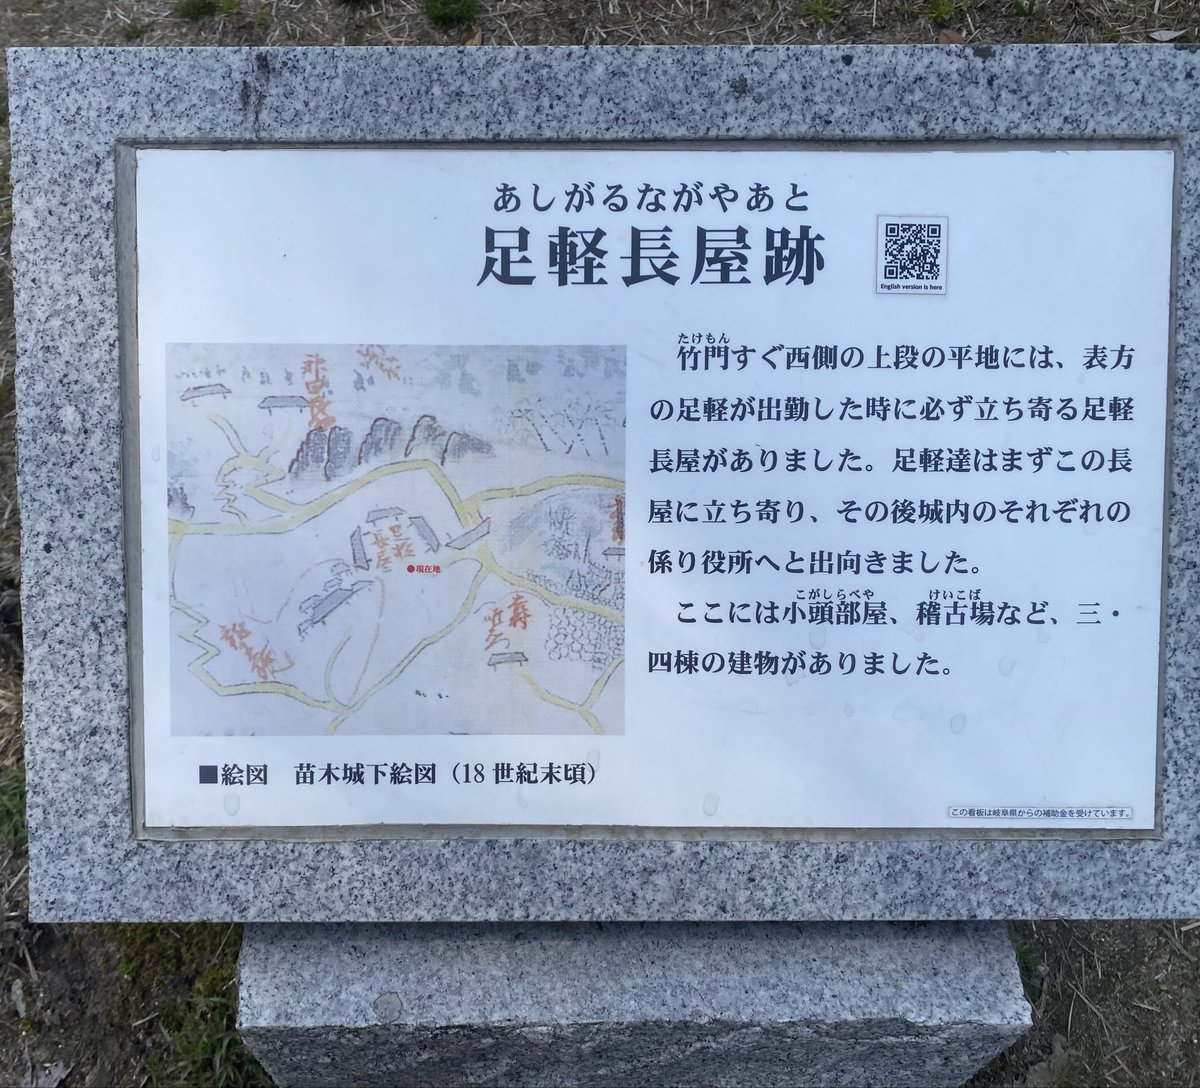 あしがるながやあと
足軽長屋跡
English version is here
たけもん
竹門すぐ西側の上段の平地には、表方
の足軽が出勤した時に必ず立ち寄る足軽
長屋がありました。足軽達はまずこの長
屋に立ち寄り、その後城内のそれぞれの
係り役所へと出向きました。
こがしらべや けいこば
ここには小頭部屋、稽古場など、三・
四棟の建物がありました。
●現在地
■絵図 苗木城下絵図（18世紀末頃）
この看板は岐阜県からの補助金を受けています。